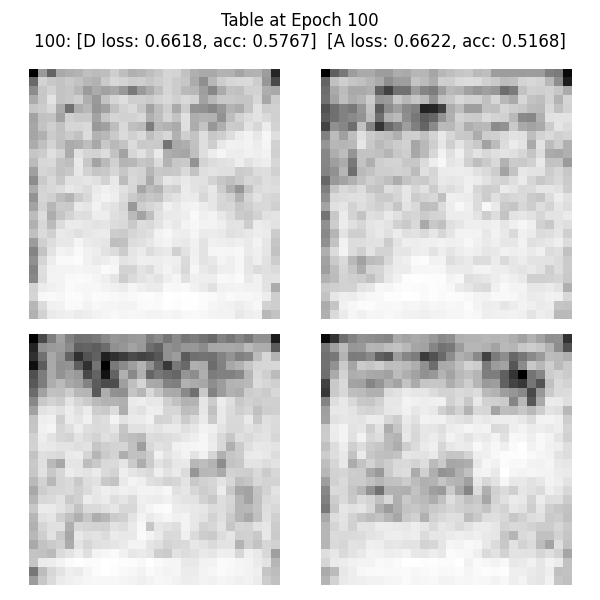 Table at Epoch 100
100: [D loss: 0.6618, acc: 0.5767]  [A loss: 0.6622, acc: 0.5168]